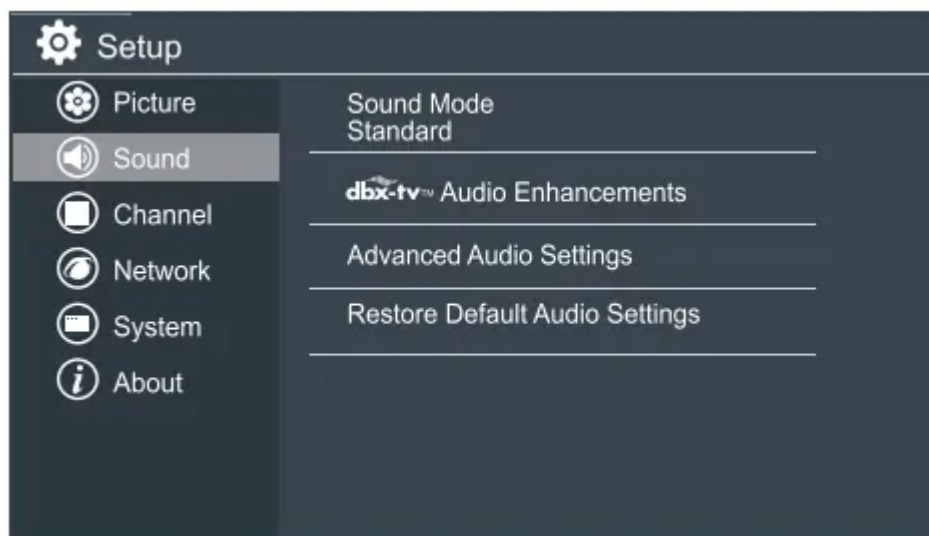 Setup
Picture
Sound
Channel
Network
System
About
Sound Mode
Standard
dbx-tv™ Audio Enhancements
Advanced Audio Settings
Restore Default Audio Settings